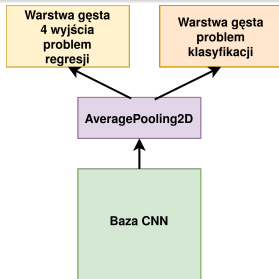 Warstwa gęsta
4 wyjścia
problem
regresji
Warstwa gęsta
problem
klasyfikacji
AveragePooling2D
Baza CNN